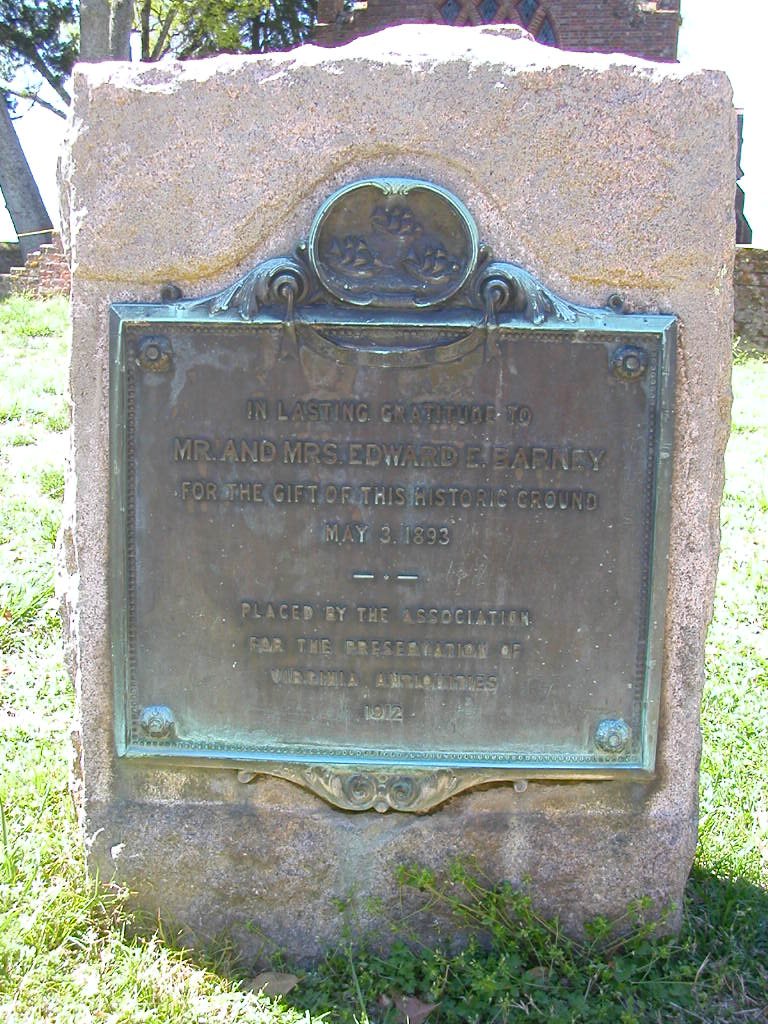 IN LASTING GRATITUDE TO
MR. AND MRS. EDWARD E. BARNEY
FOR THE GIFT OF THIS HISTORIC GROUND
MAY 3. 1893
PLACED BY THE ASSOCIATION
FOR THE PRESERVATION OF
VIRGINIA ANTIQUITIES
1912